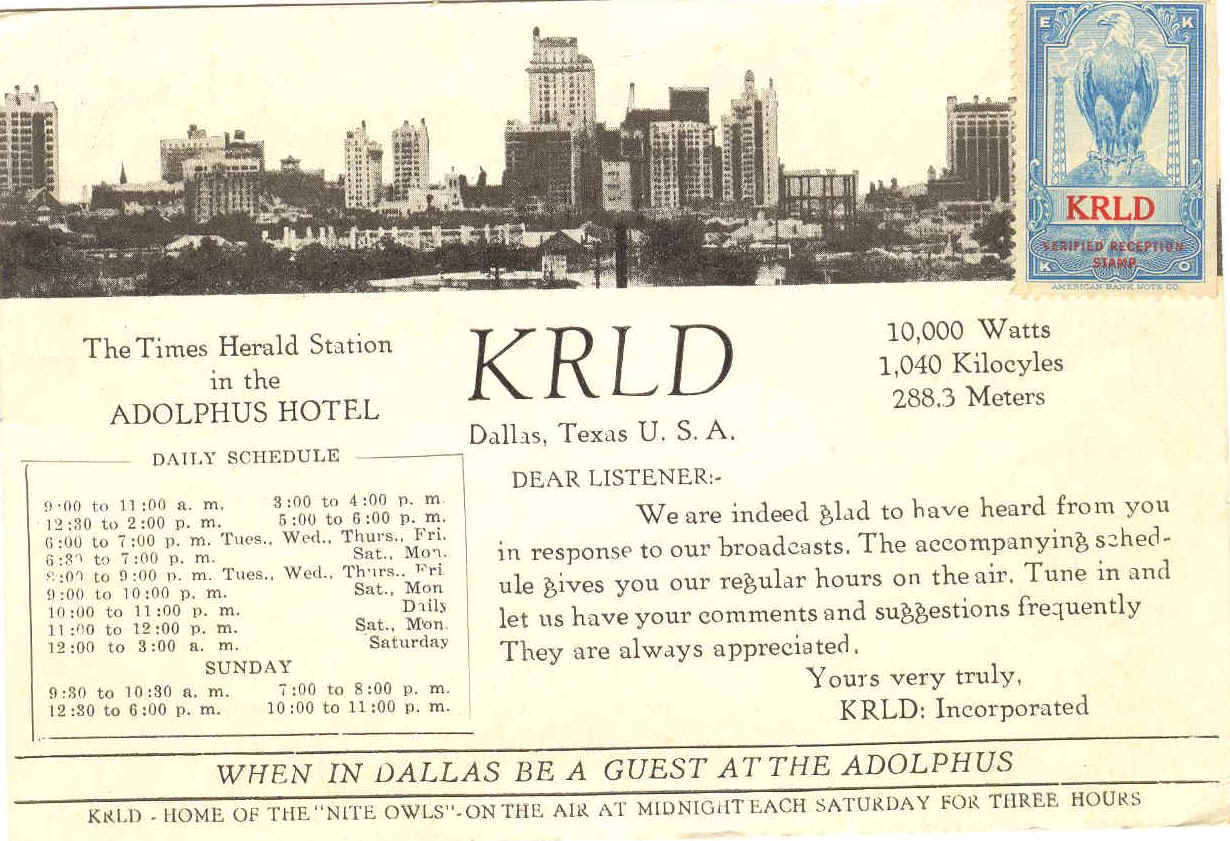 E K
KRLD
VERIFIED RECEPTION
STAMP
K O
AMERICAN BANK NOTE CO.
The Times Herald Station
in the
ADOLPHUS HOTEL
KRLD
Dallas, Texas U. S. A.
10,000 Watts
1,040 Kilocyles
288.3 Meters
DAILY SCHEDULE
9:00 to 11:00 a. m. 3:00 to 4:00 p. m.
12:30 to 2:00 p. m. 5:00 to 6:00 p. m.
6:00 to 7:00 p. m. Tues., Wed., Thurs., Fri.
6:30 to 7:00 p. m. Sat., Mon.
8:00 to 9:00 p. m. Tues., Wed., Thurs., Fri
9:00 to 10:00 p. m. Sat., Mon
10:00 to 11:00 p. m. Daily
11:00 to 12:00 p. m. Sat., Mon.
12:00 to 3:00 a. m. Saturday
SUNDAY
9:30 to 10:30 a. m. 7:00 to 8:00 p. m.
12:30 to 6:00 p. m. 10:00 to 11:00 p. m.
DEAR LISTENER:-
We are indeed glad to have heard from you
in response to our broadcasts. The accompanying sched-
ule gives you our regular hours on the air. Tune in and
let us have your comments and suggestions frequently
They are always appreciated.
Yours very truly,
KRLD: Incorporated
WHEN IN DALLAS BE A GUEST AT THE ADOLPHUS
KRLD - HOME OF THE "NITE OWLS"-ON THE AIR AT MIDNIGHT EACH SATURDAY FOR THREE HOURS